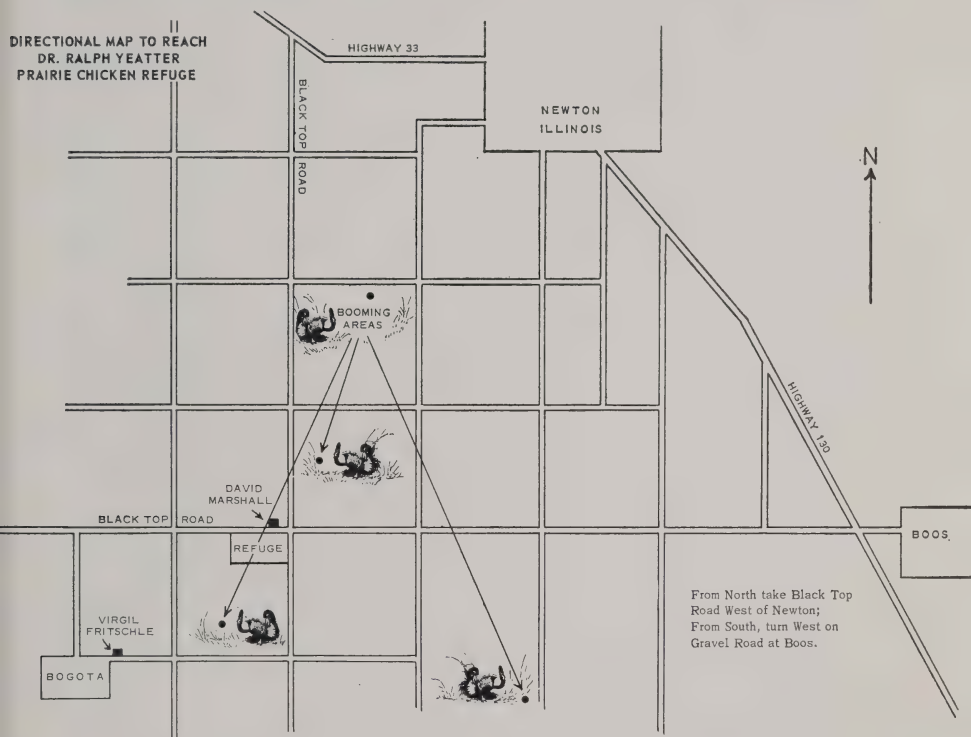 DIRECTIONAL MAP TO REACH
DR. RALPH YEATTER
PRAIRIE CHICKEN REFUGE
HIGHWAY 33
BLACK TOP ROAD
NEWTON
ILLINOIS
N
BOOMING
AREAS
HIGHWAY 130
DAVID
MARSHALL
BLACK TOP ROAD
REFUGE
BOOS
VIRGIL
FRITSCHLE
BOGOTA
From North take Black Top
Road West of Newton;
From South, turn West on
Gravel Road at Boos.